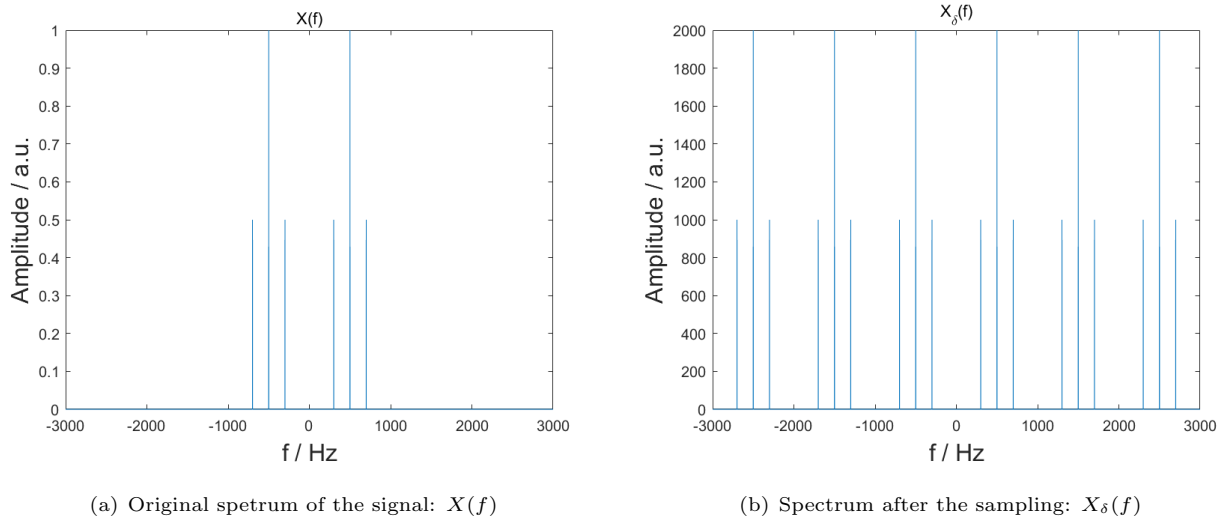 X(f)
1
0.9
0.8
0.7
0.6
0.5
0.4
0.3
0.2
0.1
0
Amplitude / a.u.
-3000 -2000 -1000 0 1000 2000 3000
f / Hz
(a) Original spetrum of the signal: X(f)
X_δ(f)
2000
1800
1600
1400
1200
1000
800
600
400
200
0
Amplitude / a.u.
-3000 -2000 -1000 0 1000 2000 3000
f / Hz
(b) Spectrum after the sampling: X_δ(f)